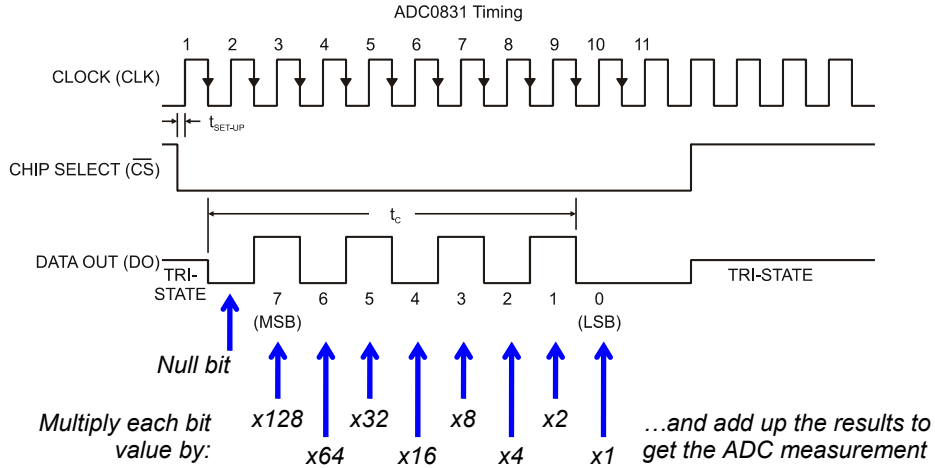 ADC0831 Timing
1 2 3 4 5 6 7 8 9 10 11
CLOCK (CLK)
tSET-UP
CHIP SELECT (C̅S̅)
tC
DATA OUT (DO)
TRI-
STATE
TRI-STATE
7 6 5 4 3 2 1 0
(MSB) (LSB)
Null bit
Multiply each bit
value by:
x128 x32 x8 x2
x64 x16 x4 x1
…and add up the results to
get the ADC measurement